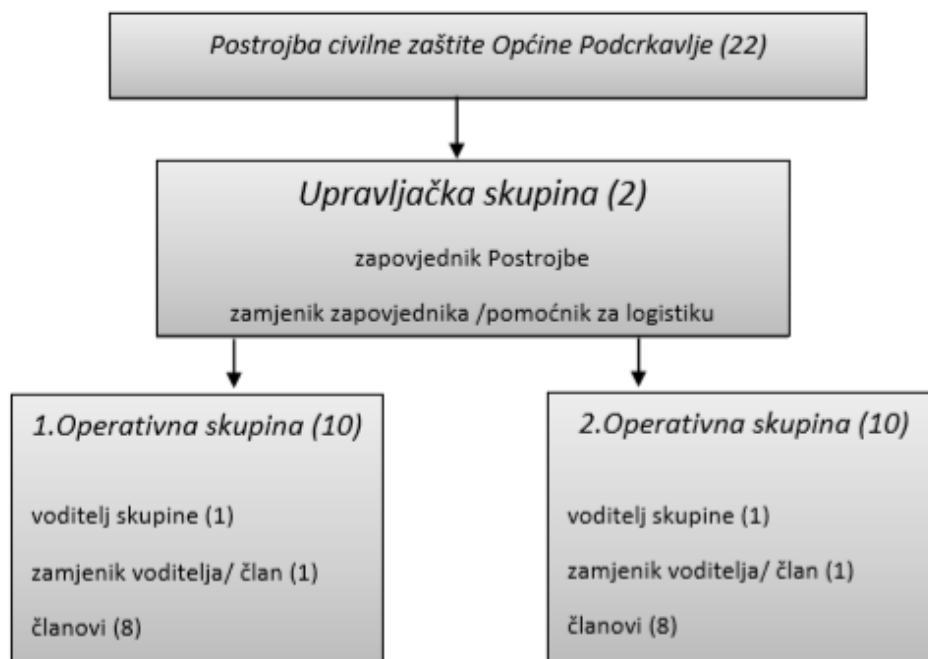 Postrojba civilne zaštite Općine Podcrkavlje (22)
Upravljačka skupina (2)
zapovjednik Postrojbe
zamjenik zapovjednika /pomoćnik za logistiku
1.Operativna skupina (10)
voditelj skupine (1)
zamjenik voditelja/ član (1)
članovi (8)
2.Operativna skupina (10)
voditelj skupine (1)
zamjenik voditelja/ član (1)
članovi (8)